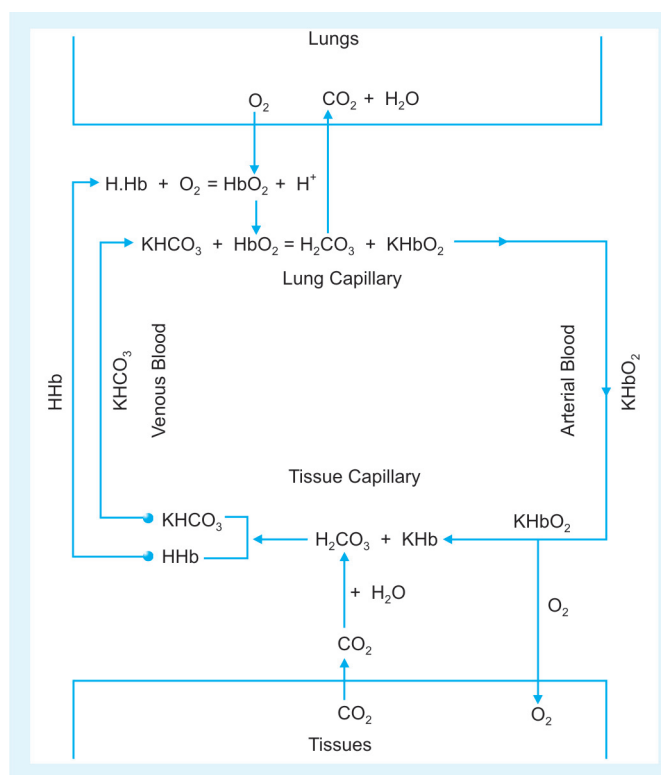 Lungs
O₂ CO₂ + H₂O
H.Hb + O₂ = HbO₂ + H⁺
KHCO₃ + HbO₂ = H₂CO₃ + KHbO₂
Lung Capillary
HHb
KHCO₃
Venous Blood
Arterial Blood
KHbO₂
Tissue Capillary
KHCO₃
HHb
H₂CO₃ + KHb
KHbO₂
+ H₂O
O₂
CO₂
CO₂
O₂
Tissues